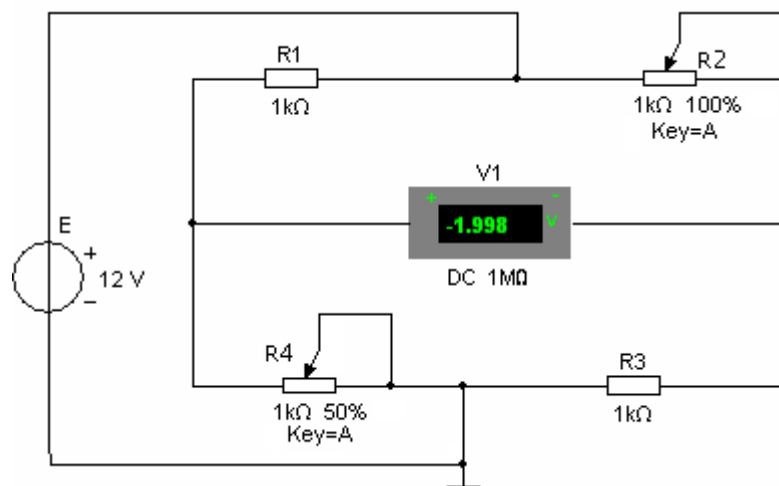 R1
1kΩ
R2
1kΩ 100%
Key=A
V1
+ -
-1.998 V
DC 1MΩ
E
+
12 V
−
R4
1kΩ 50%
Key=A
R3
1kΩ